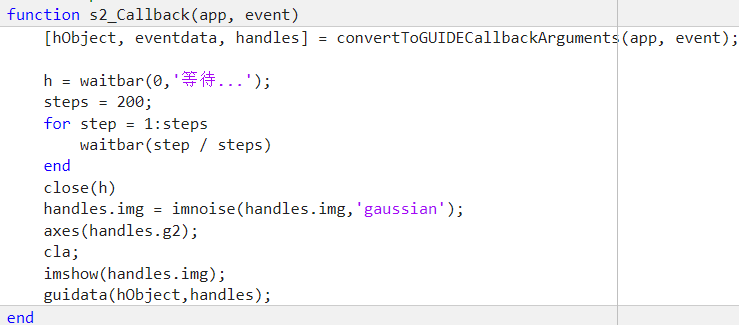 function s2_Callback(app, event)
    [hObject, eventdata, handles] = convertToGUIDECallbackArguments(app, event);
    h = waitbar(0,'等待...');
    steps = 200;
    for step = 1:steps
        waitbar(step / steps)
    end
    close(h)
    handles.img = imnoise(handles.img,'gaussian');
    axes(handles.g2);
    cla;
    imshow(handles.img);
    guidata(hObject,handles);
end